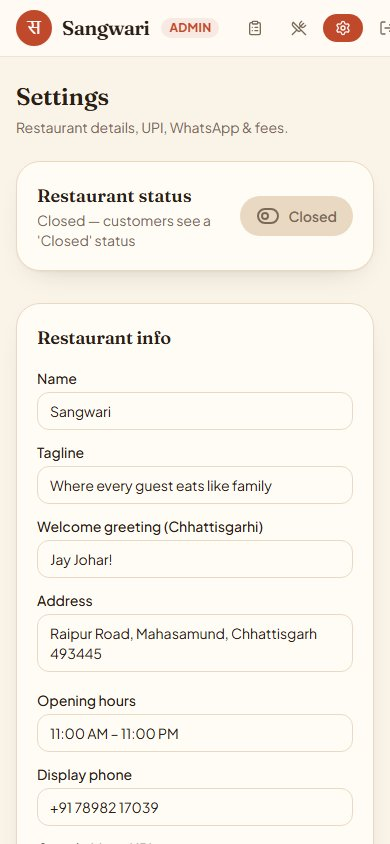 स Sangwari ADMIN
Settings
Restaurant details, UPI, WhatsApp & fees.
Restaurant status
Closed — customers see a
'Closed' status
Closed
Restaurant info
Name
Sangwari
Tagline
Where every guest eats like family
Welcome greeting (Chhattisgarhi)
Jay Johar!
Address
Raipur Road, Mahasamund, Chhattisgarh
493445
Opening hours
11:00 AM – 11:00 PM
Display phone
+91 78982 17039